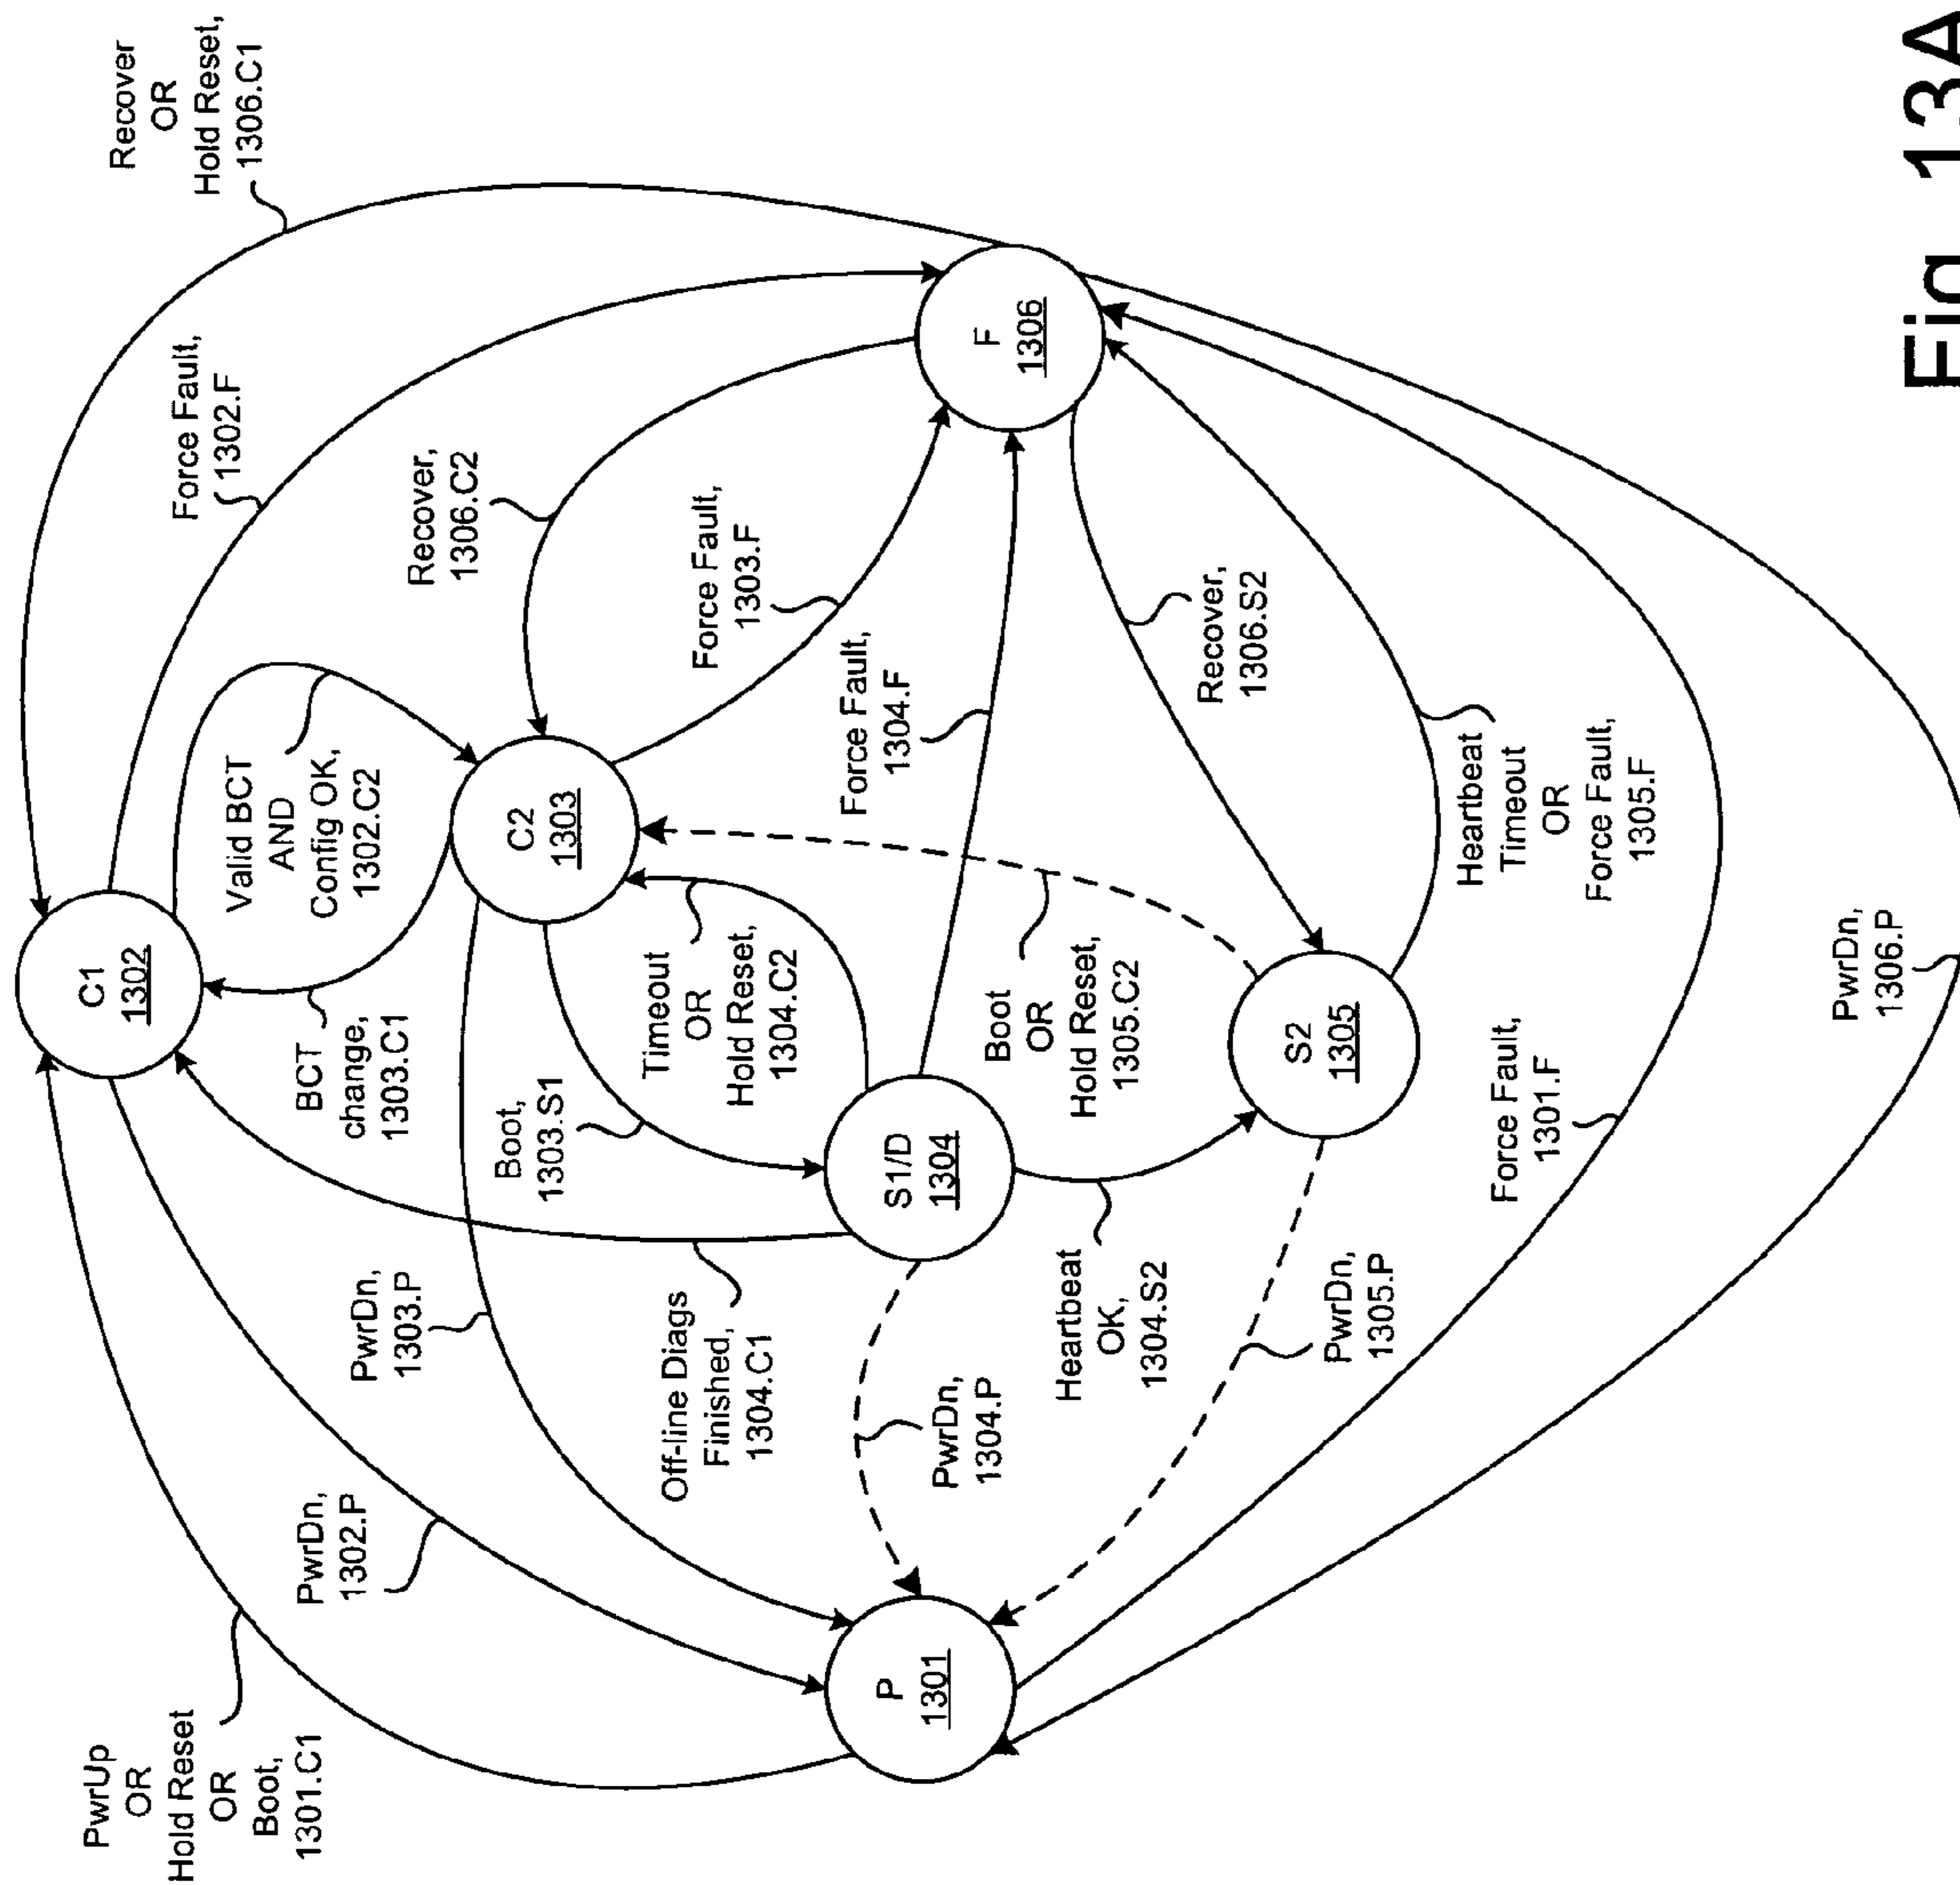 PwrUp
OR
Hold Reset
OR
Boot,
1301.C1
PwrDn,
1302.P
PwrDn,
1303.P
Off-line Diags
Finished,
1304.C1
PwrDn,
1304.P
P
1301
C1
1302
BCT
change,
1303.C1
Boot,
1303.S1
Valid BCT
AND
Config OK,
1302.C2
C2
1303
Timeout
OR
Hold Reset,
1304.C2
S1/D
1304
Heartbeat
OK,
1304.S2
PwrDn,
1305.P
Boot
OR
Hold Reset,
1305.C2
S2
1305
Recover
OR
Hold Reset,
1306.C1
Force Fault,
1302.F
Recover,
1306.C2
Force Fault,
1303.F
Force Fault,
1304.F
F
1306
Recover,
1306.S2
Heartbeat
Timeout
OR
Force Fault,
1305.F
Force Fault,
1301.F
PwrDn,
1306.P
Fig. 13A